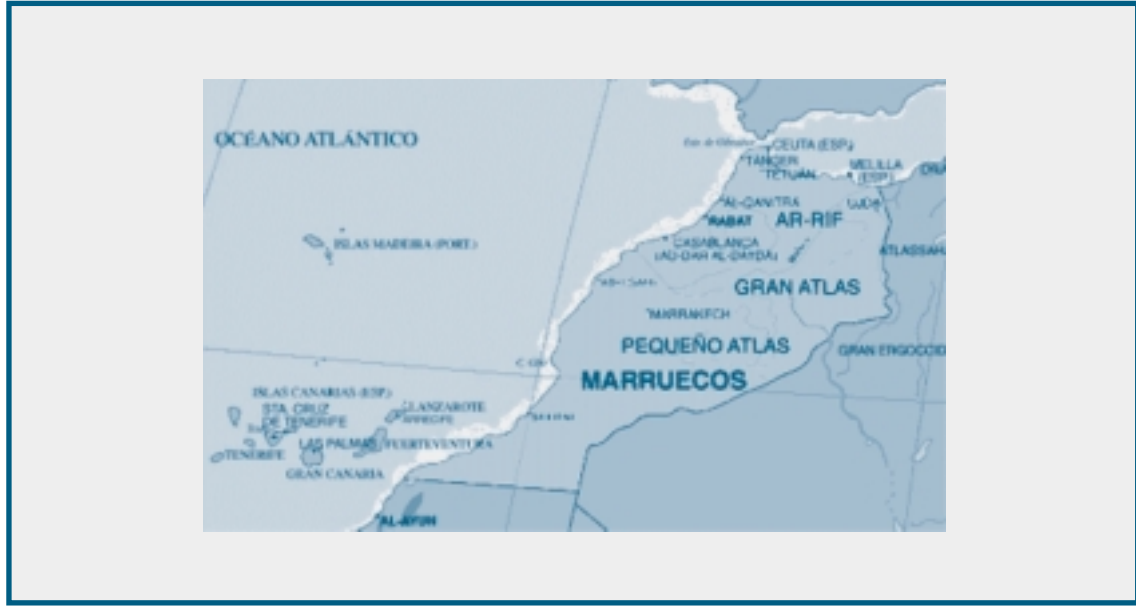 OCÉANO ATLÁNTICO
CEUTA (ESP.)
TÁNGER
TETUÁN
MELILLA
(ESP.)
AL-QANITRA
UJDA
RABAT
AR-RIF
ISLAS MADEIRA (PORT.)
CASABLANCA
GRAN ATLAS
MARRAKECH
PEQUEÑO ATLAS
MARRUECOS
ISLAS CANARIAS (ESP.)
STA. CRUZ
DE TENERIFE
LANZAROTE
ARRECIFE
LAS PALMAS
FUERTEVENTURA
TENERIFE
GRAN CANARIA
AL-AYUN